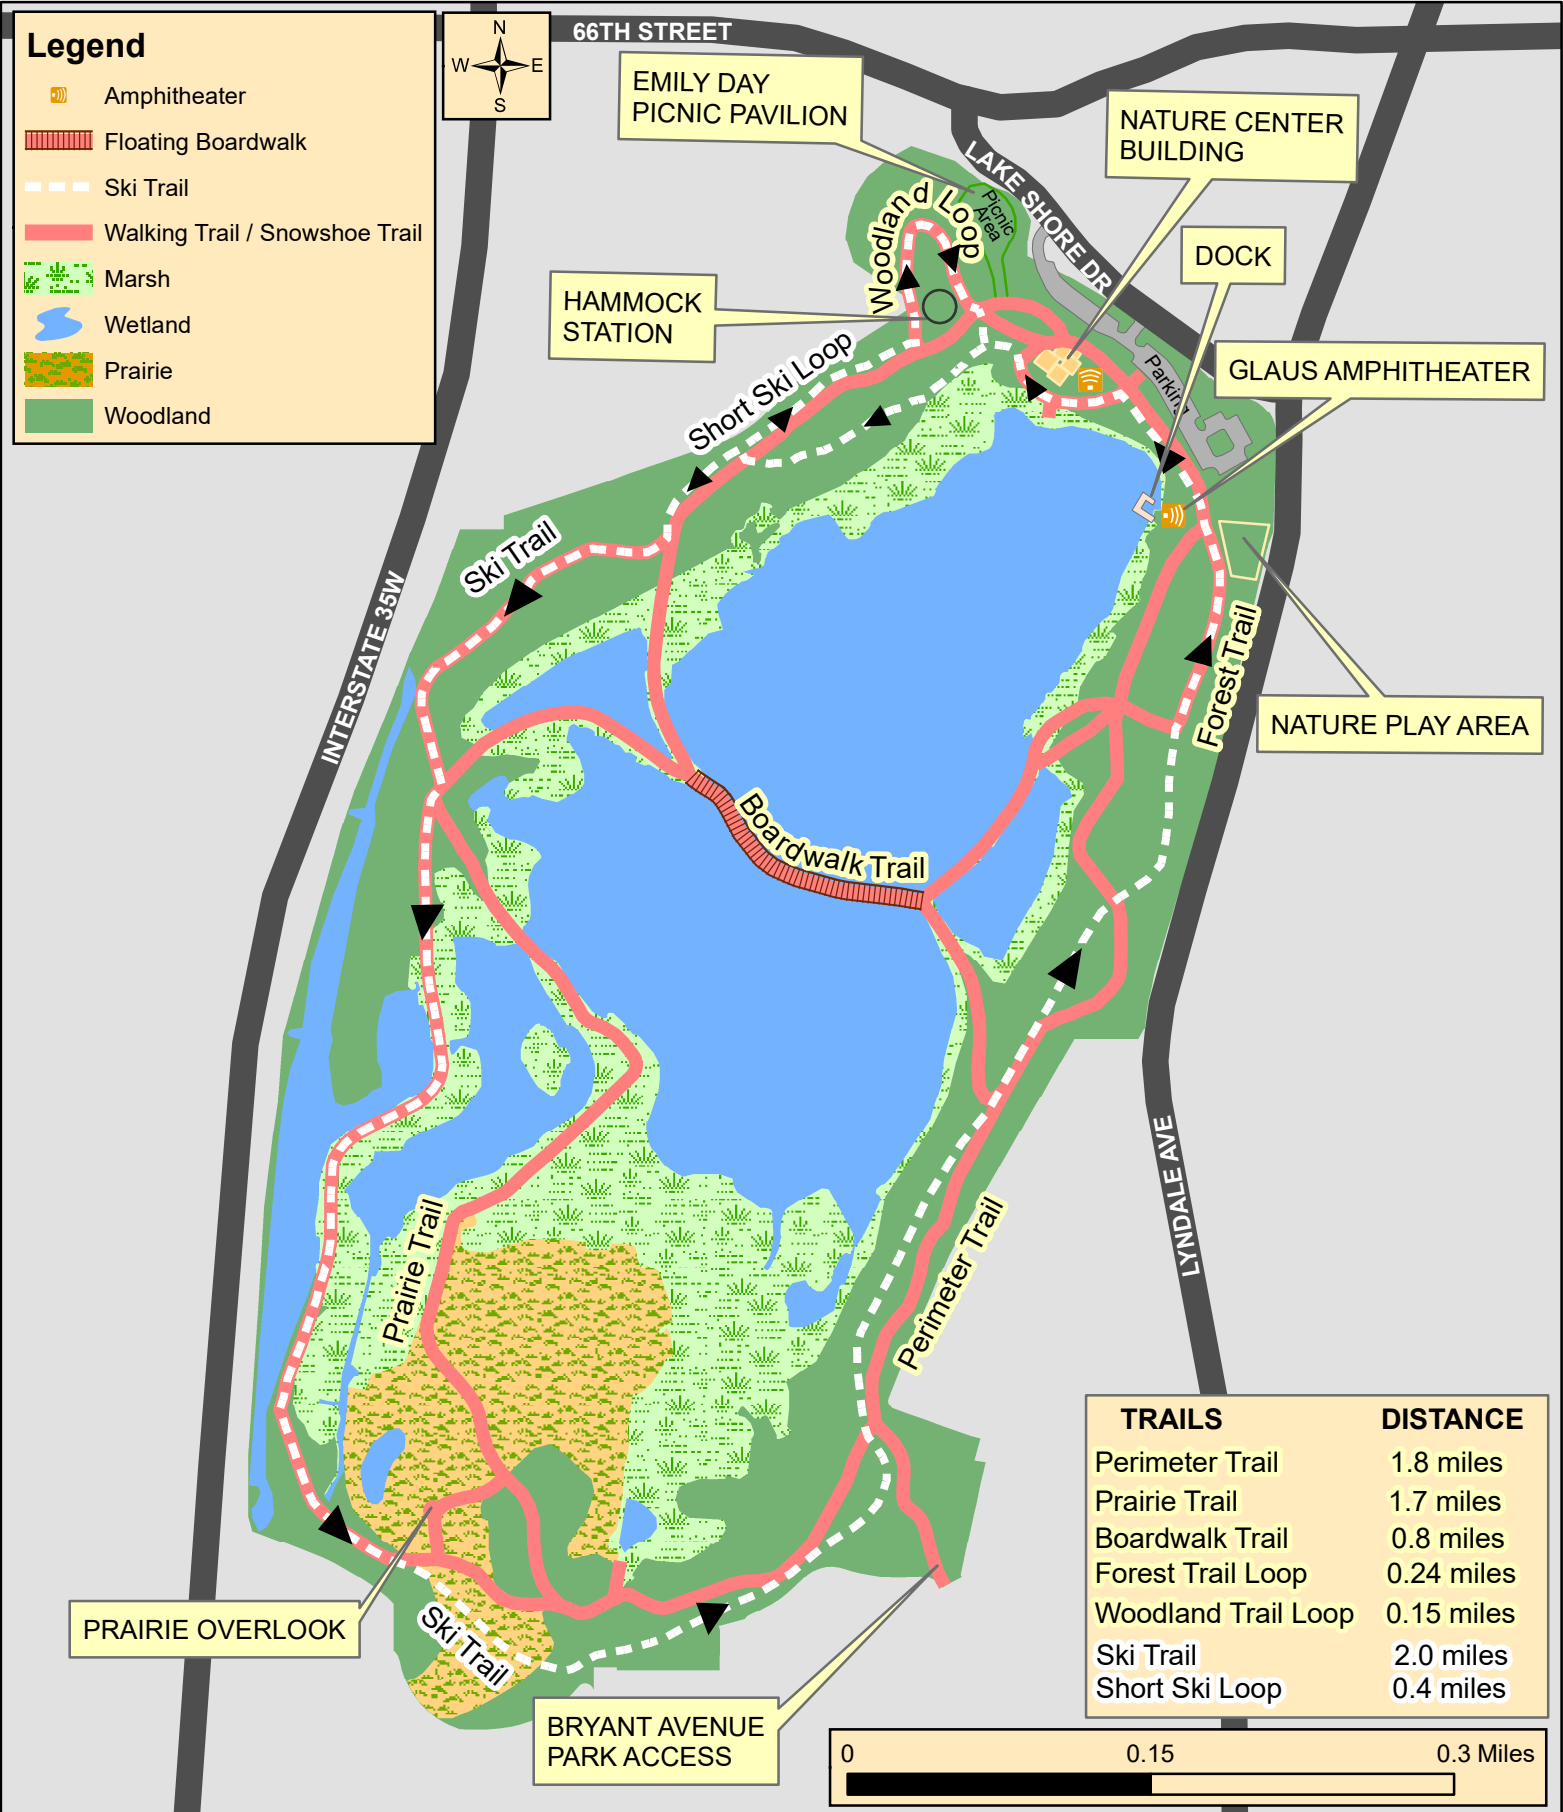 Legend
Amphitheater
Floating Boardwalk
Ski Trail
Walking Trail / Snowshoe Trail
Marsh
Wetland
Prairie
Woodland
N
W E
S
66TH STREET
EMILY DAY
PICNIC PAVILION
NATURE CENTER
BUILDING
LAKE SHORE DR
Woodland Loop
Picnic
Area
DOCK
HAMMOCK
STATION
Short Ski Loop
Parking
GLAUS AMPHITHEATER
Ski Trail
INTERSTATE 35W
Forest Trail
NATURE PLAY AREA
Boardwalk Trail
LYNDALE AVE
Prairie Trail
Perimeter Trail
PRAIRIE OVERLOOK
Ski Trail
BRYANT AVENUE
PARK ACCESS
TRAILS DISTANCE
Perimeter Trail 1.8 miles
Prairie Trail 1.7 miles
Boardwalk Trail 0.8 miles
Forest Trail Loop 0.24 miles
Woodland Trail Loop 0.15 miles
Ski Trail 2.0 miles
Short Ski Loop 0.4 miles
0 0.15 0.3 Miles